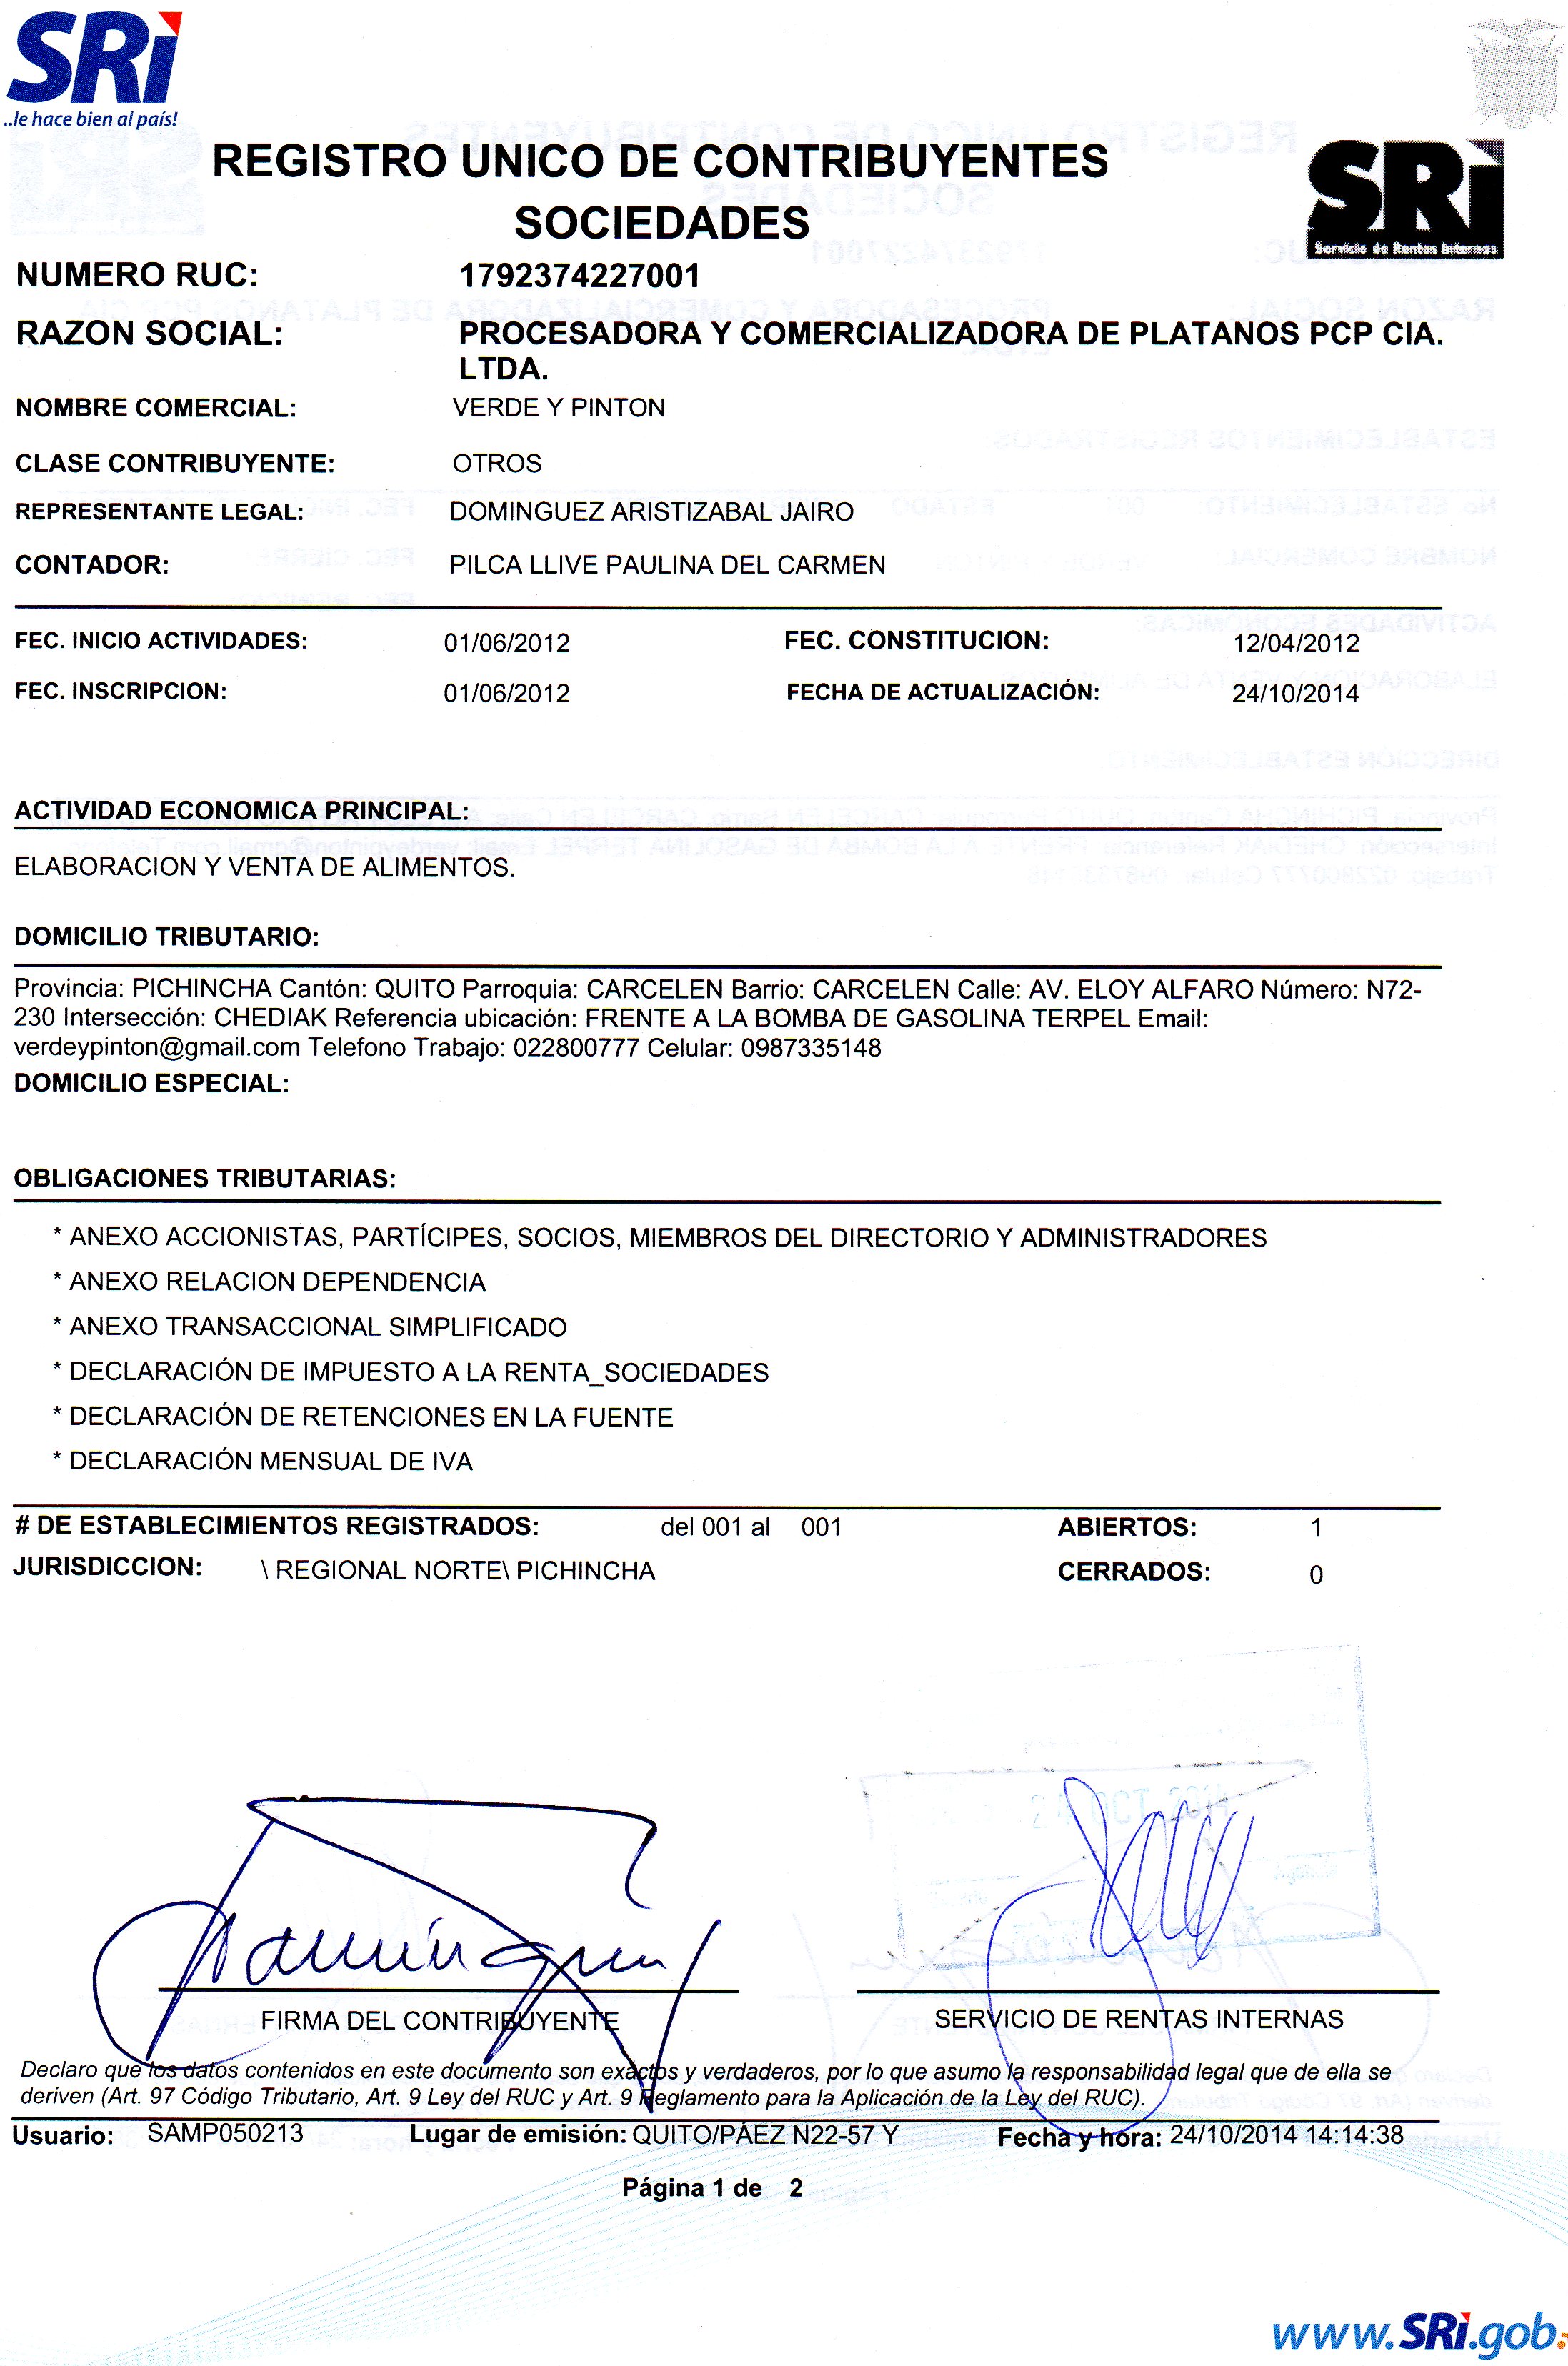 SRi
..le hace bien al país!
REGISTRO UNICO DE CONTRIBUYENTES
SOCIEDADES
SRi
Servicio de Rentas Internas
NUMERO RUC: 1792374227001
RAZON SOCIAL: PROCESADORA Y COMERCIALIZADORA DE PLATANOS PCP CIA.
LTDA.
NOMBRE COMERCIAL: VERDE Y PINTON
CLASE CONTRIBUYENTE: OTROS
REPRESENTANTE LEGAL: DOMINGUEZ ARISTIZABAL JAIRO
CONTADOR: PILCA LLIVE PAULINA DEL CARMEN
FEC. INICIO ACTIVIDADES: 01/06/2012 FEC. CONSTITUCION: 12/04/2012
FEC. INSCRIPCION: 01/06/2012 FECHA DE ACTUALIZACIÓN: 24/10/2014
ACTIVIDAD ECONOMICA PRINCIPAL:
ELABORACION Y VENTA DE ALIMENTOS.
DOMICILIO TRIBUTARIO:
Provincia: PICHINCHA Cantón: QUITO Parroquia: CARCELEN Barrio: CARCELEN Calle: AV. ELOY ALFARO Número: N72-
230 Intersección: CHEDIAK Referencia ubicación: FRENTE A LA BOMBA DE GASOLINA TERPEL Email:
verdeypinton@gmail.com Telefono Trabajo: 022800777 Celular: 0987335148
DOMICILIO ESPECIAL:
OBLIGACIONES TRIBUTARIAS:
* ANEXO ACCIONISTAS, PARTÍCIPES, SOCIOS, MIEMBROS DEL DIRECTORIO Y ADMINISTRADORES
* ANEXO RELACION DEPENDENCIA
* ANEXO TRANSACCIONAL SIMPLIFICADO
* DECLARACIÓN DE IMPUESTO A LA RENTA_SOCIEDADES
* DECLARACIÓN DE RETENCIONES EN LA FUENTE
* DECLARACIÓN MENSUAL DE IVA
# DE ESTABLECIMIENTOS REGISTRADOS: del 001 al 001 ABIERTOS: 1
JURISDICCION: \ REGIONAL NORTE\ PICHINCHA CERRADOS: 0
24 OCT 2014
FIRMA DEL CONTRIBUYENTE SERVICIO DE RENTAS INTERNAS
Declaro que los datos contenidos en este documento son exactos y verdaderos, por lo que asumo la responsabilidad legal que de ella se
deriven (Art. 97 Código Tributario, Art. 9 Ley del RUC y Art. 9 Reglamento para la Aplicación de la Ley del RUC).
Usuario: SAMP050213 Lugar de emisión: QUITO/PÁEZ N22-57 Y Fecha y hora: 24/10/2014 14:14:38
Página 1 de 2
www.SRi.gob.